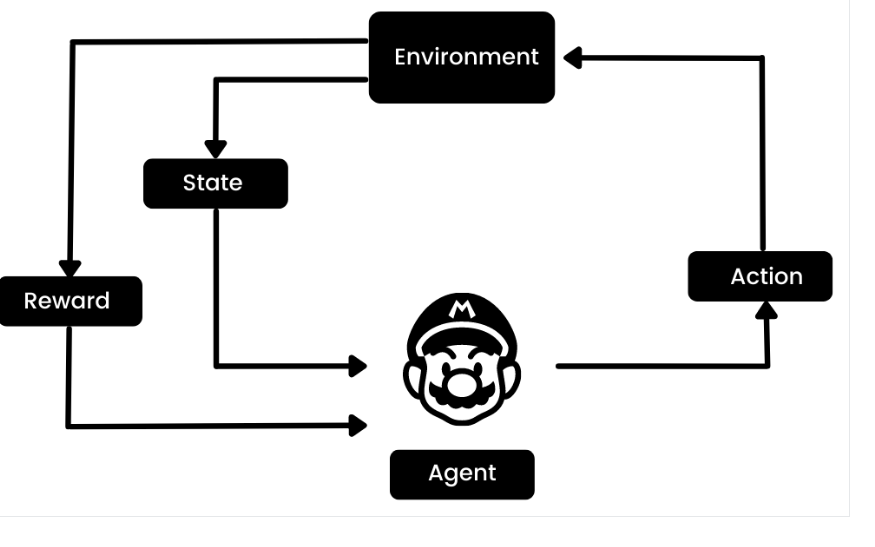 Environment
State
Action
Reward
M
Agent